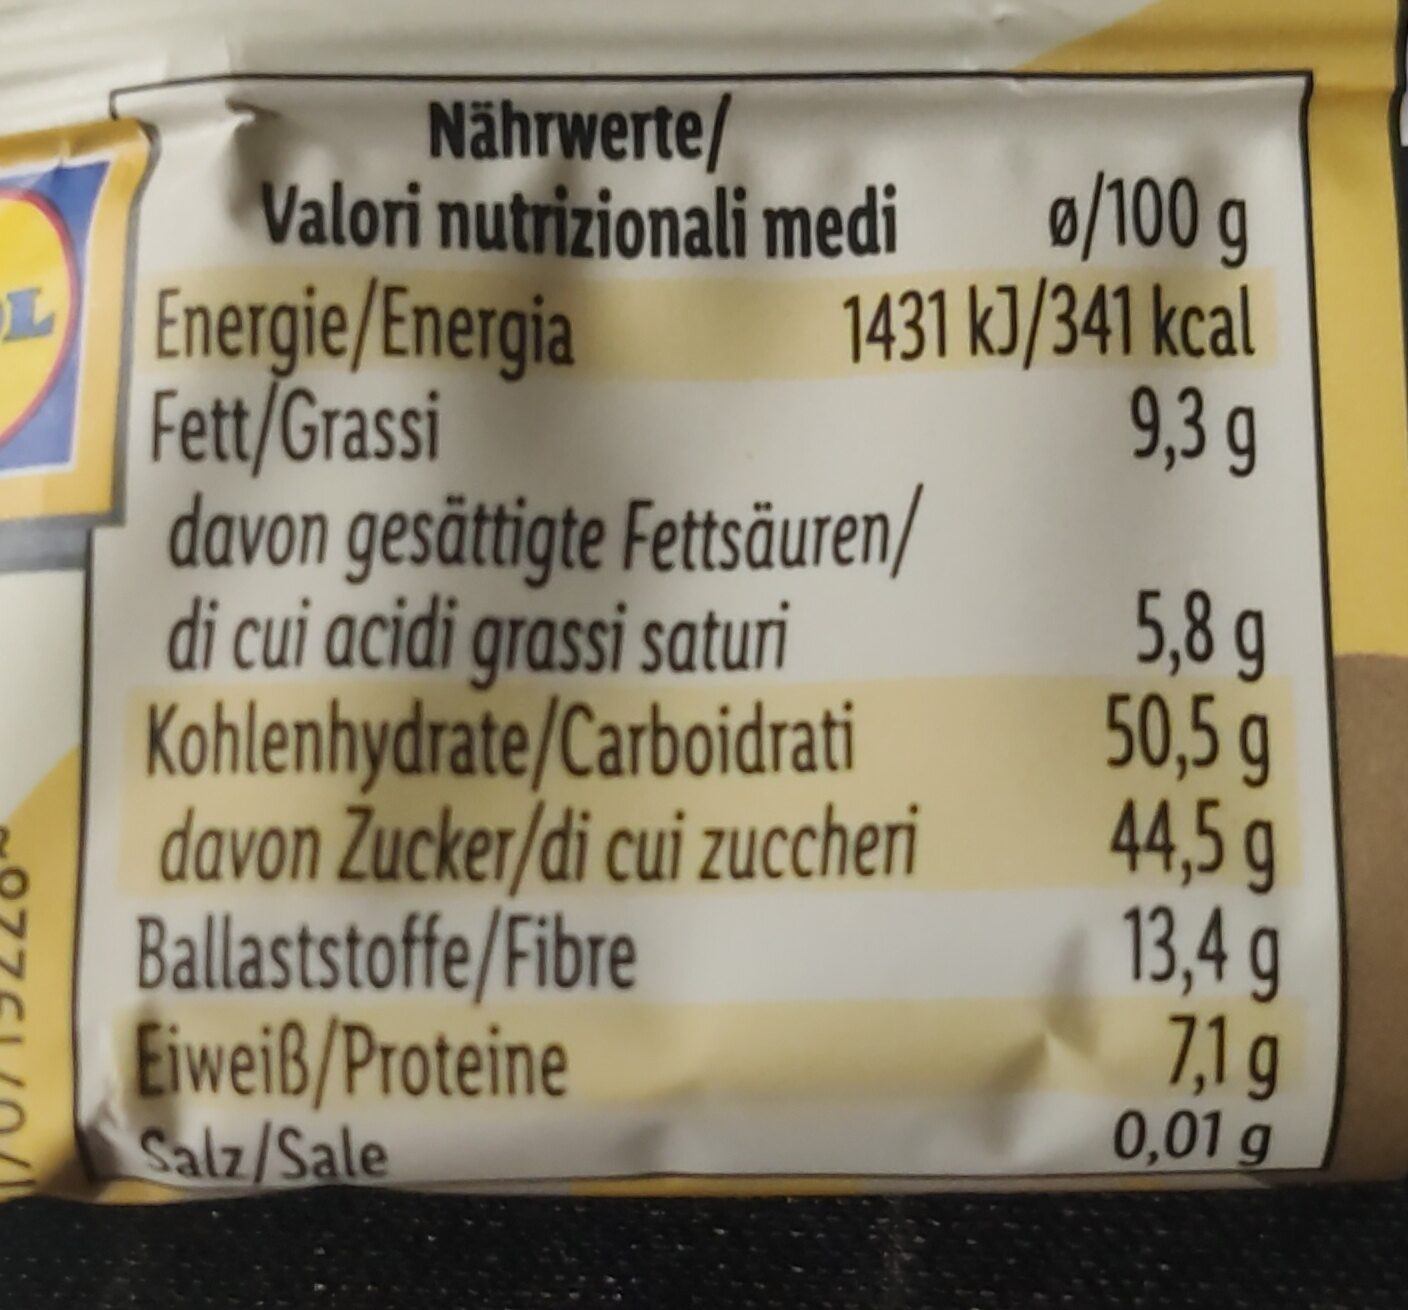 Nährwerte/
Valori nutrizionali medi ø/100 g
Energie/Energia 1431 kJ/341 kcal
Fett/Grassi 9,3 g
davon gesättigte Fettsäuren/
di cui acidi grassi saturi 5,8 g
Kohlenhydrate/Carboidrati 50,5 g
davon Zucker/di cui zuccheri 44,5 g
Ballaststoffe/Fibre 13,4 g
Eiweiß/Proteine 7,1 g
Salz/Sale 0,01 g